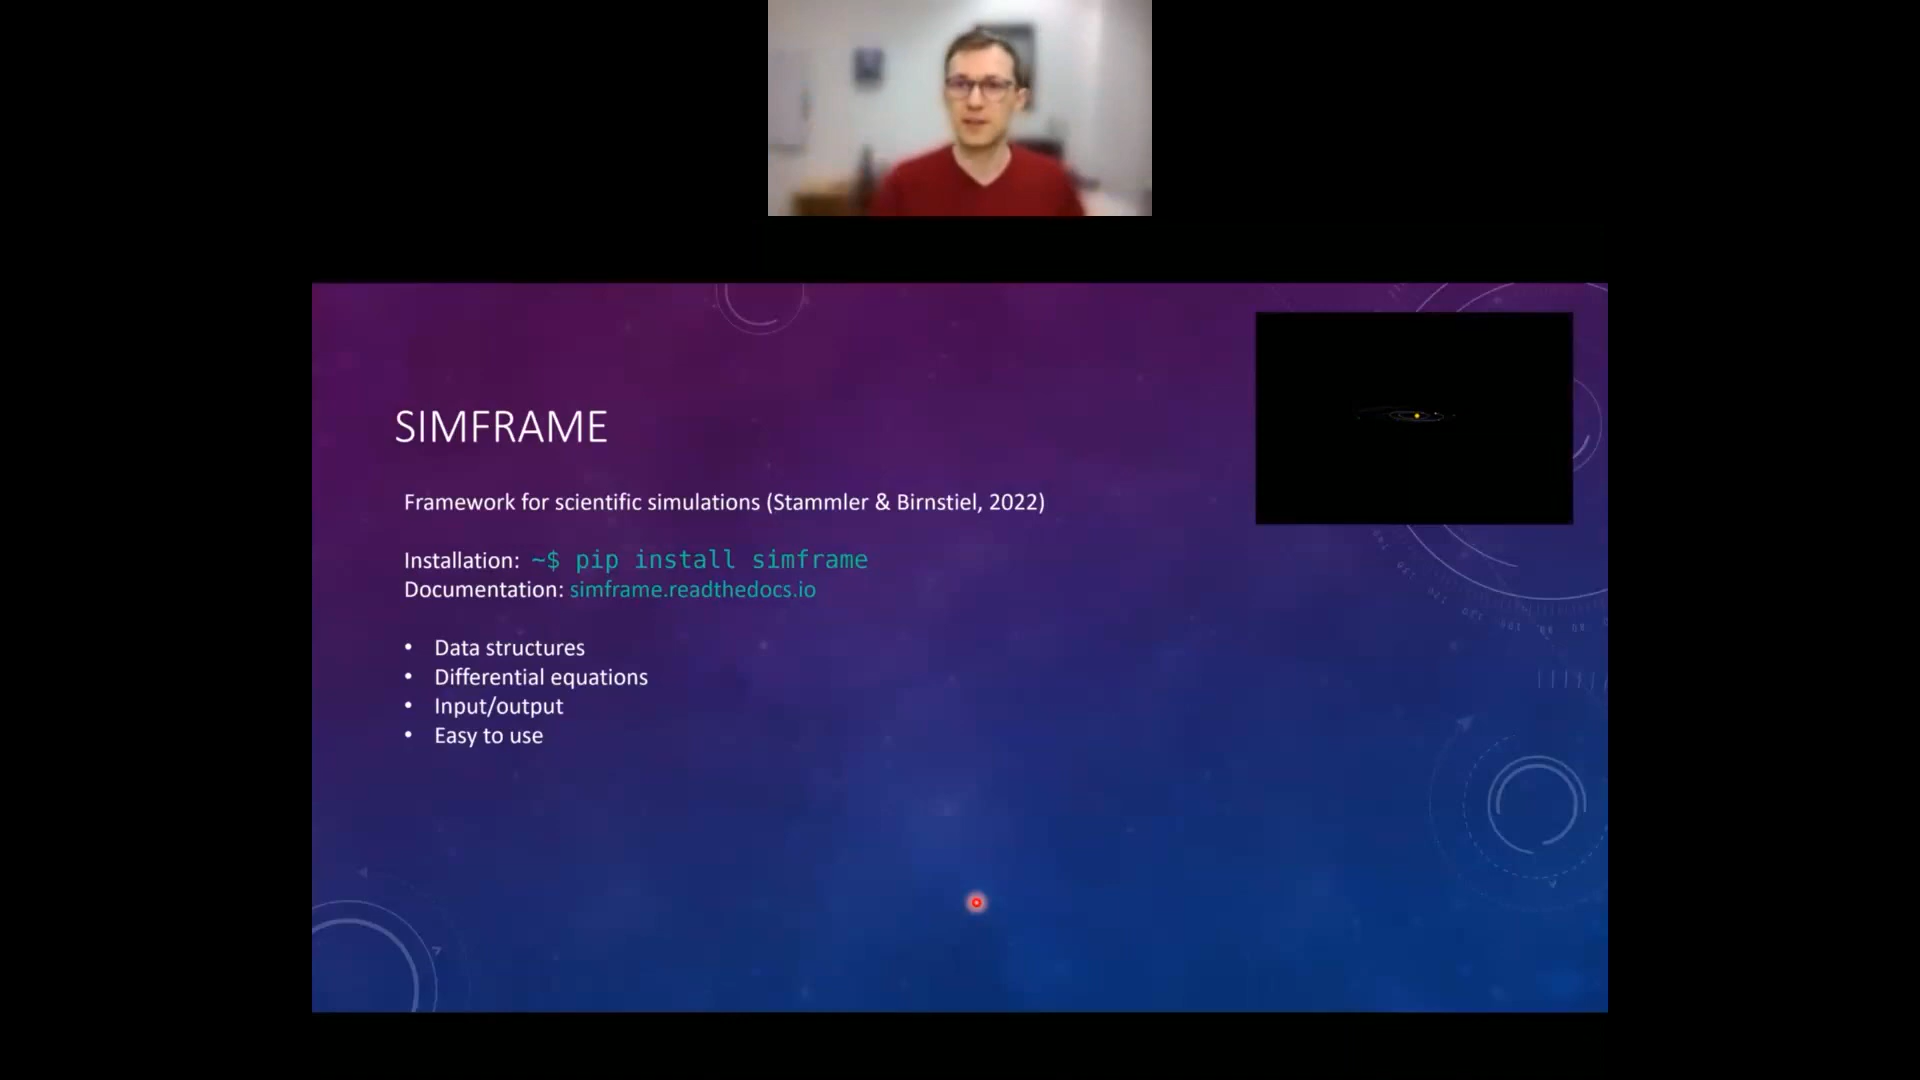 SIMFRAME
Framework for scientific simulations (Stammler & Birnstiel, 2022)
Installation: ~$ pip install simframe
Documentation: simframe.readthedocs.io
• Data structures
• Differential equations
• Input/output
• Easy to use